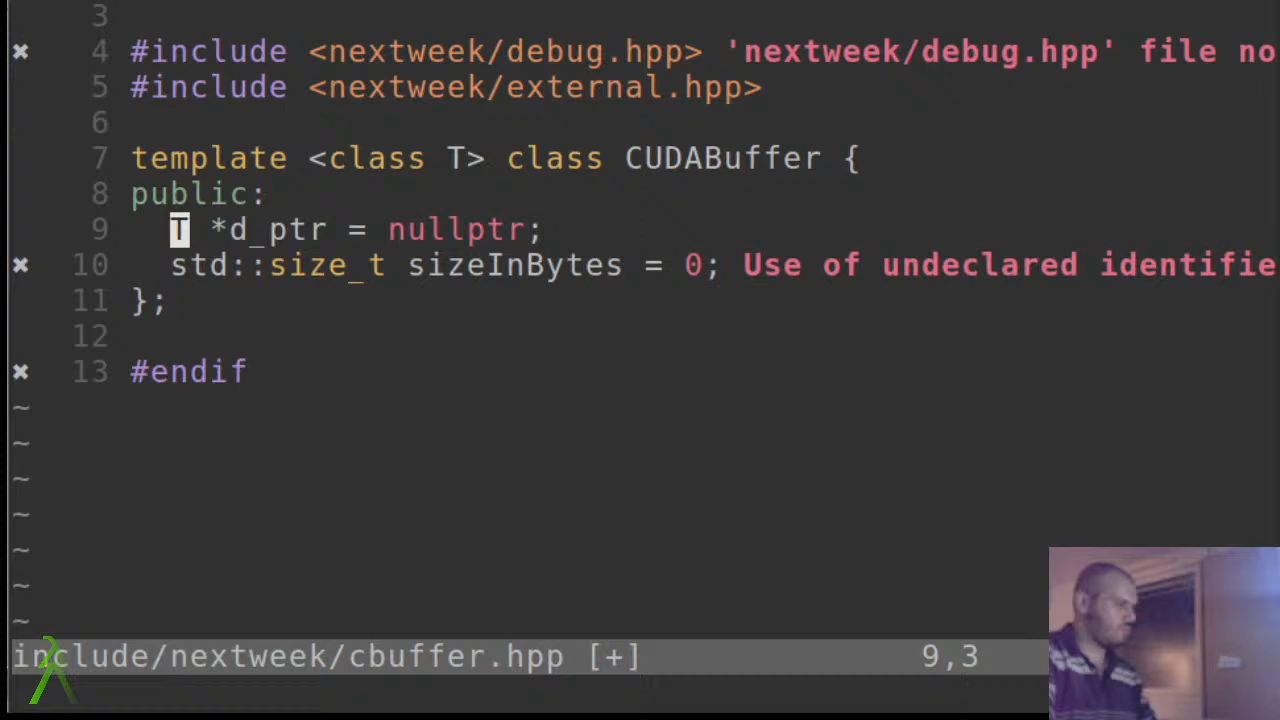 3
✖ 4 #include <nextweek/debug.hpp> 'nextweek/debug.hpp' file no
5 #include <nextweek/external.hpp>
6
7 template <class T> class CUDABuffer {
8 public:
9 T *d_ptr = nullptr;
✖ 10 std::size_t sizeInBytes = 0; Use of undeclared identifie
11 };
12
✖ 13 #endif
~
~
~
~
~
~
~
include/nextweek/cbuffer.hpp [+] 9,3
λ